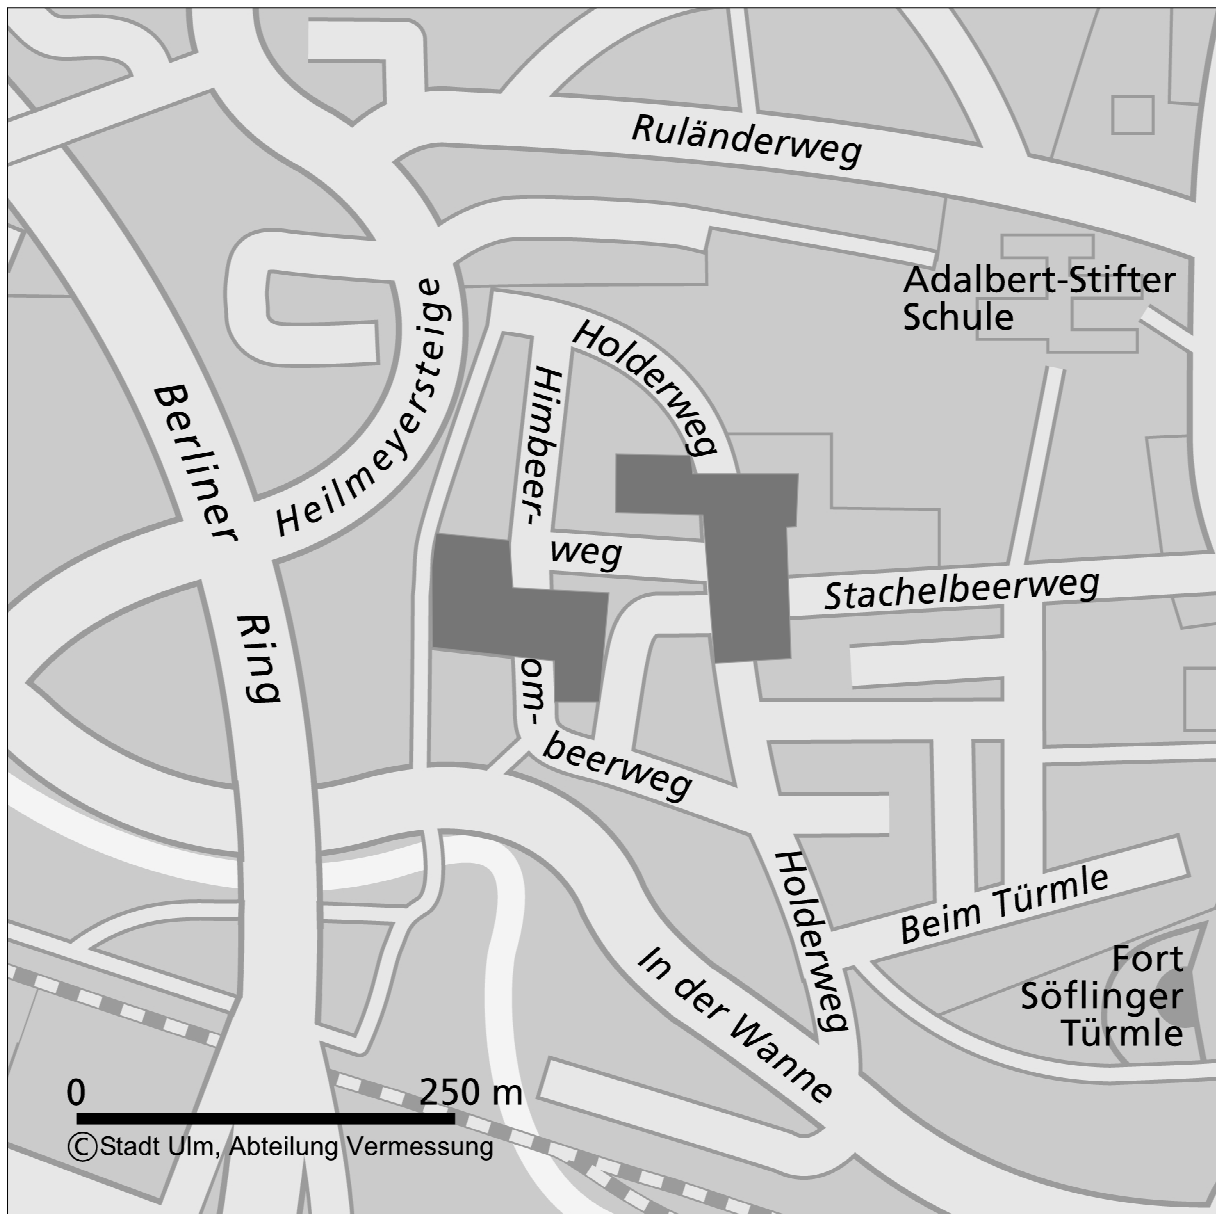 Ruländerweg
Adalbert-Stifter
Schule
Heilmeyersteige
Holderweg
Himbeer-
weg
Berliner
Ring
Stachelbeerweg
om-
beerweg
Holderweg
Beim Türmle
Fort
Söflinger
Türmle
In der Wanne
0 250 m
©Stadt Ulm, Abteilung Vermessung